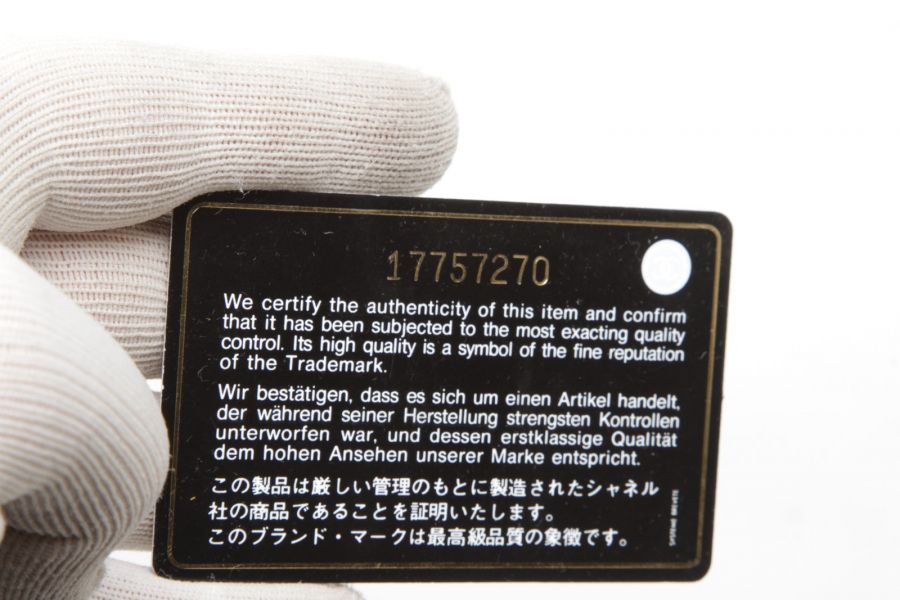 17757270
We certify the authenticity of this item and confirm
that it has been subjected to the most exacting quality
control. Its high quality is a symbol of the fine reputation
of the Trademark.
Wir bestätigen, dass es sich um einen Artikel handelt,
der während seiner Herstellung strengsten Kontrollen
unterworfen war, und dessen erstklassige Qualität
dem hohen Ansehen unserer Marke entspricht.
この製品は厳しい管理のもとに製造されたシャネル
社の商品であることを証明いたします。
このブランド・マークは最高級品質の象徴です。
SYSTEME BREVETE